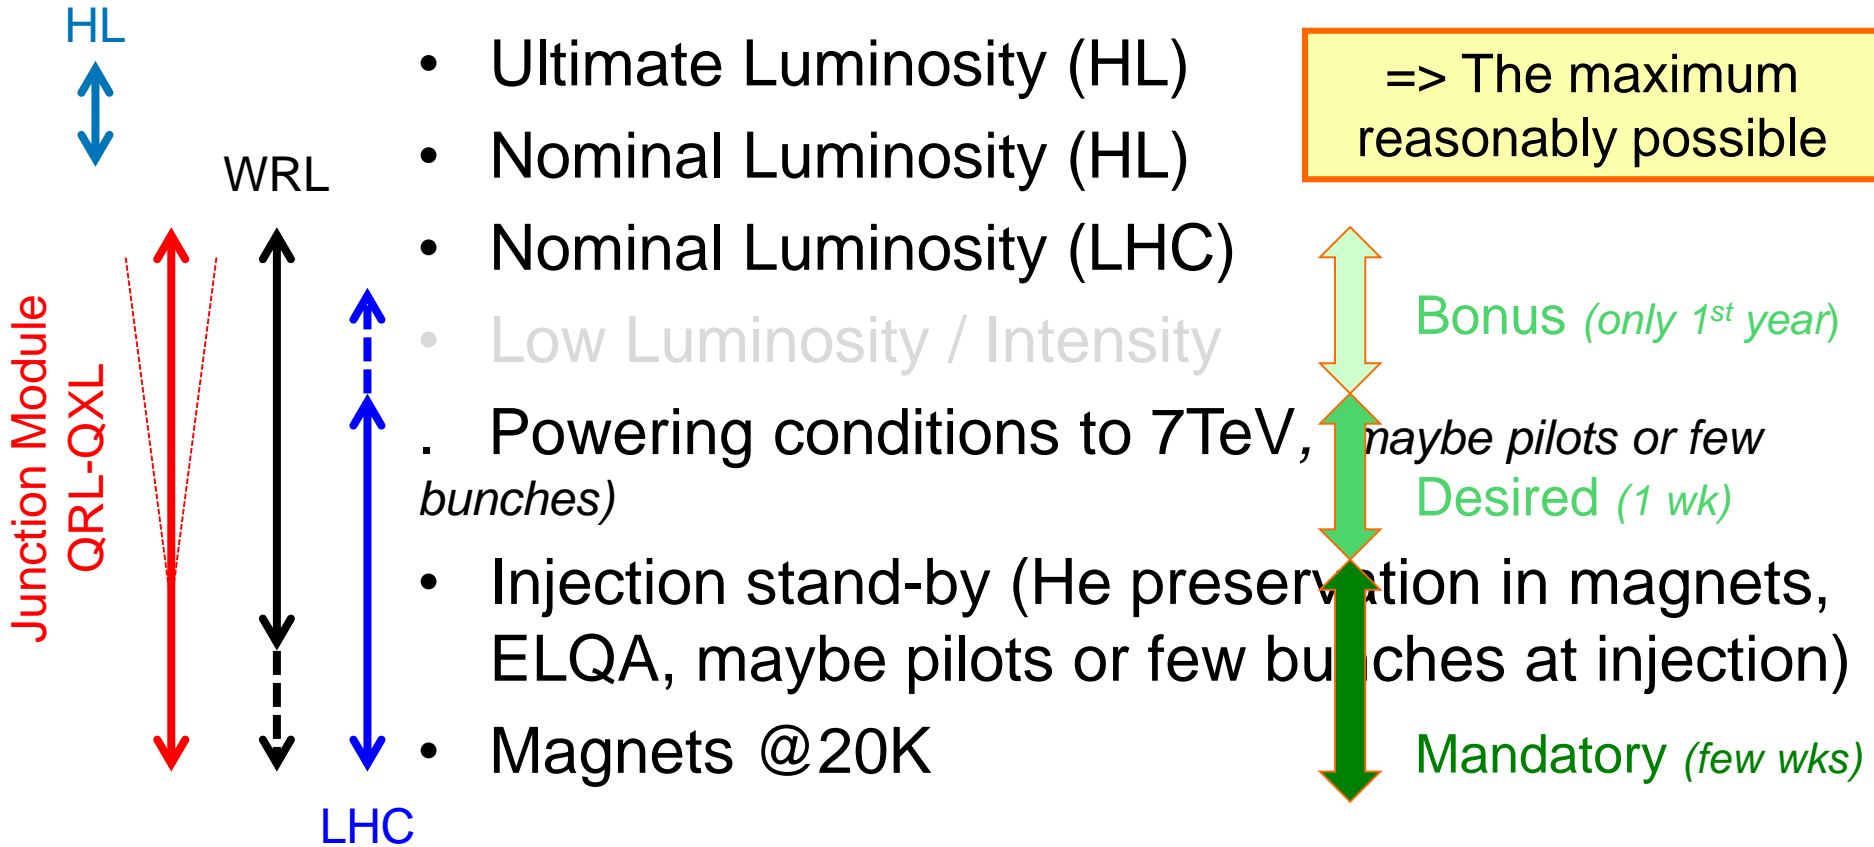 HL
• Ultimate Luminosity (HL)
=> The maximum
reasonably possible
• Nominal Luminosity (HL)
WRL
• Nominal Luminosity (LHC)
Junction Module
QRL-QXL
• Low Luminosity / Intensity
Bonus (only 1st year)
. Powering conditions to 7TeV, maybe pilots or few
bunches)
Desired (1 wk)
• Injection stand-by (He preservation in magnets,
ELQA, maybe pilots or few bunches at injection)
• Magnets @20K
Mandatory (few wks)
LHC